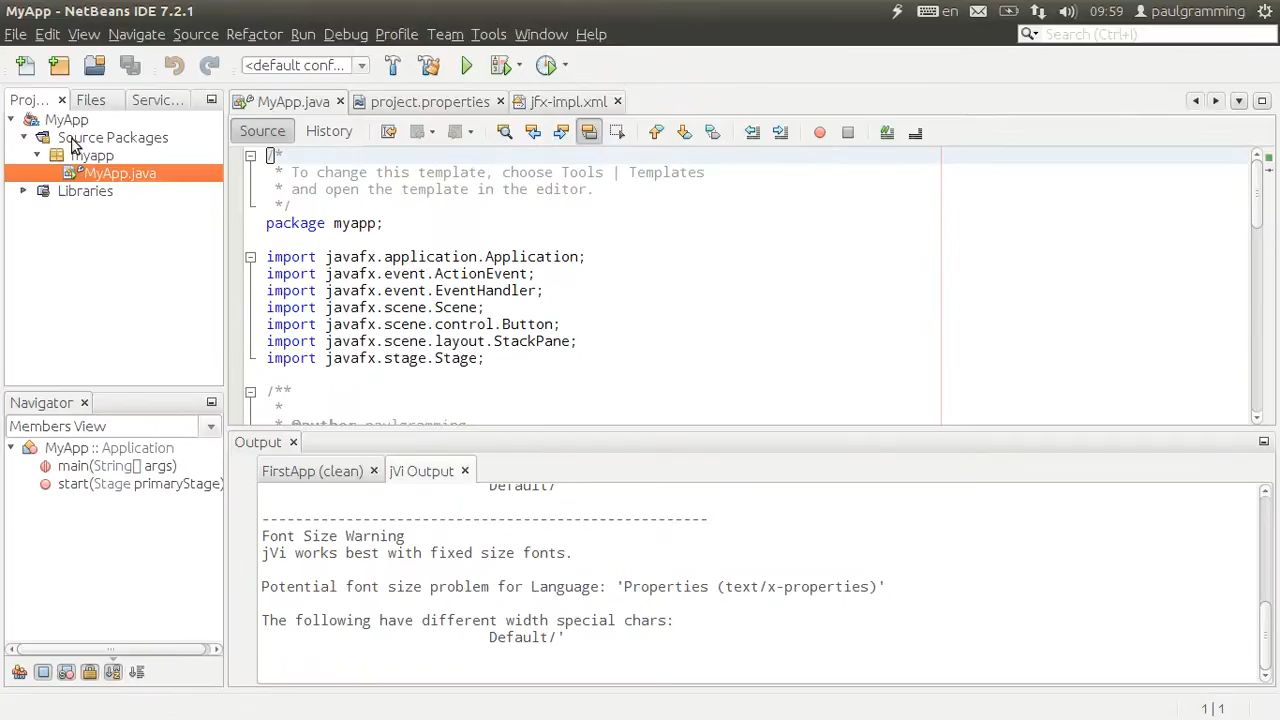 MyApp - NetBeans IDE 7.2.1
en
09:59
paulgramming
File Edit View Navigate Source Refactor Run Debug Profile Team Tools Window Help
Search (Ctrl+I)
<default conf...
Proj... Files Servic...
MyApp
Source Packages
myapp
MyApp.java
Libraries
MyApp.java project.properties jfx-impl.xml
Source History
/*
* To change this template, choose Tools | Templates
* and open the template in the editor.
*/
package myapp;
import javafx.application.Application;
import javafx.event.ActionEvent;
import javafx.event.EventHandler;
import javafx.scene.Scene;
import javafx.scene.control.Button;
import javafx.scene.layout.StackPane;
import javafx.stage.Stage;
/**
*
* @author paulgramming
Navigator
Members View
MyApp :: Application
main(String[] args)
start(Stage primaryStage)
Output
FirstApp (clean) jVi Output
Default/
-----------------------------------------------------
Font Size Warning
jVi works best with fixed size fonts.
Potential font size problem for Language: 'Properties (text/x-properties)'
The following have different width special chars:
Default/'
1|1